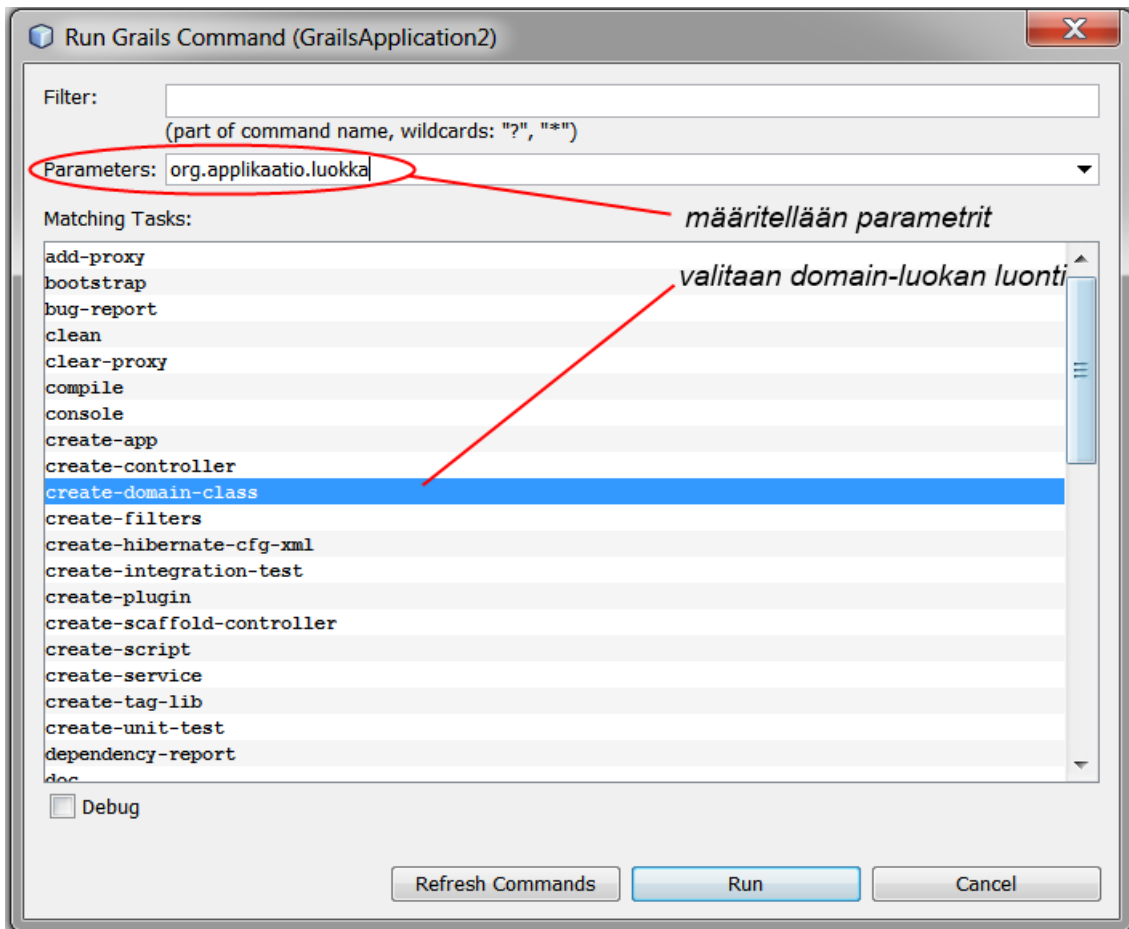 Run Grails Command (GrailsApplication2)
Filter:
(part of command name, wildcards: "?", "*")
Parameters: org.applikaatio.luokka
Matching Tasks:
määritellään parametrit
add-proxy
valitaan domain-luokan luonti
bootstrap
bug-report
clean
clear-proxy
compile
console
create-app
create-controller
create-domain-class
create-filters
create-hibernate-cfg-xml
create-integration-test
create-plugin
create-scaffold-controller
create-script
create-service
create-tag-lib
create-unit-test
dependency-report
doc
Debug
Refresh Commands Run Cancel